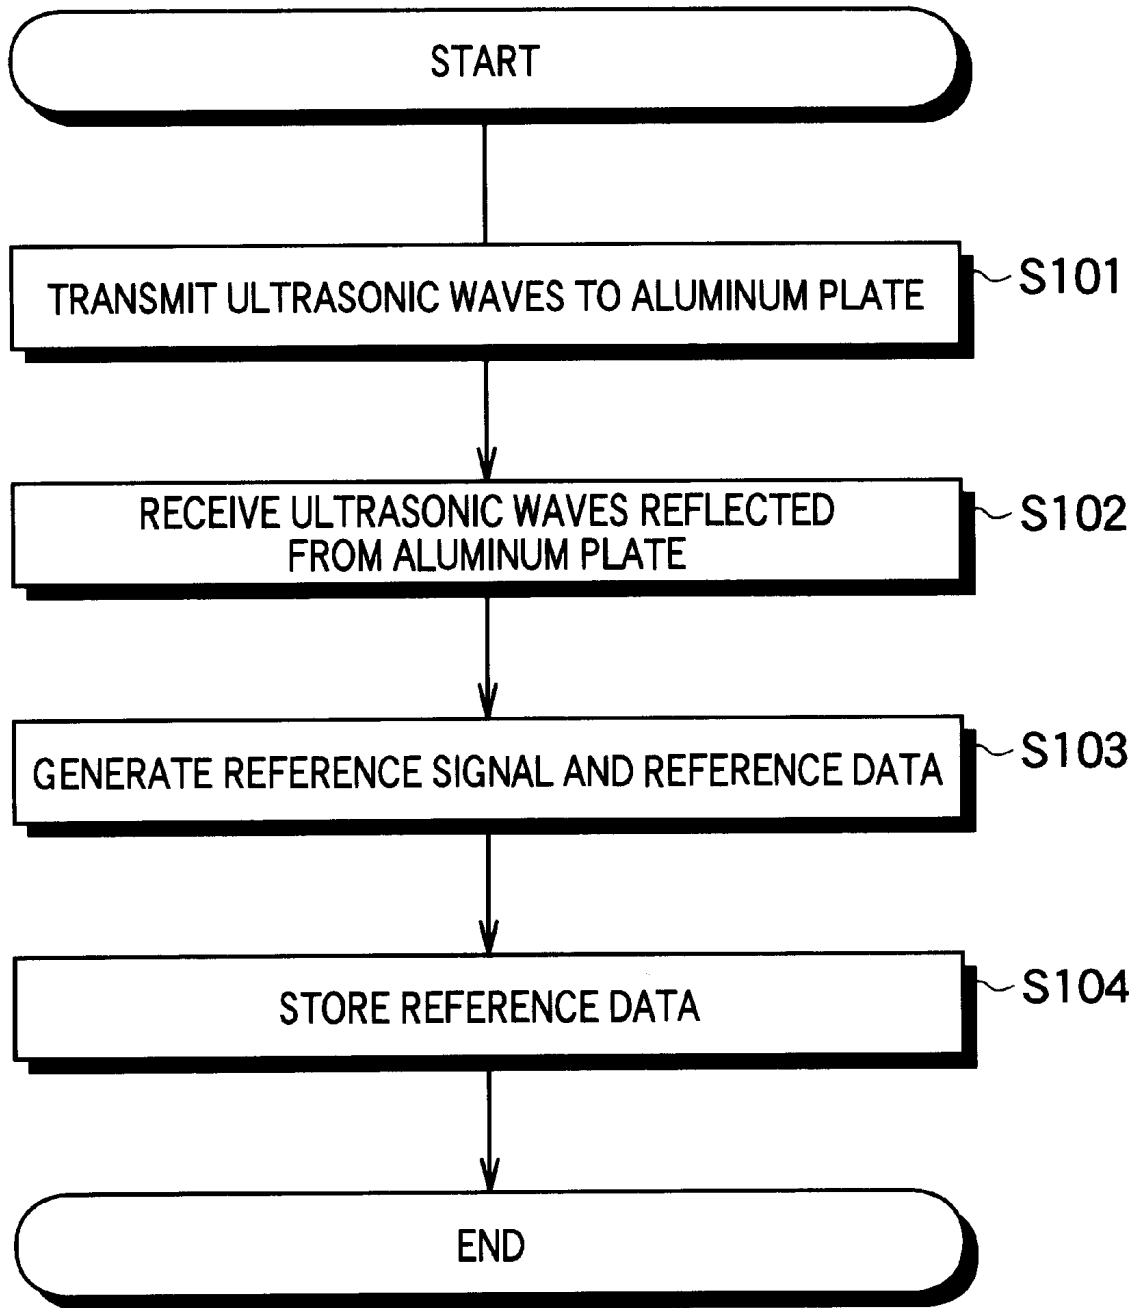 START
TRANSMIT ULTRASONIC WAVES TO ALUMINUM PLATE
S101
RECEIVE ULTRASONIC WAVES REFLECTED
FROM ALUMINUM PLATE
S102
GENERATE REFERENCE SIGNAL AND REFERENCE DATA
S103
STORE REFERENCE DATA
S104
END